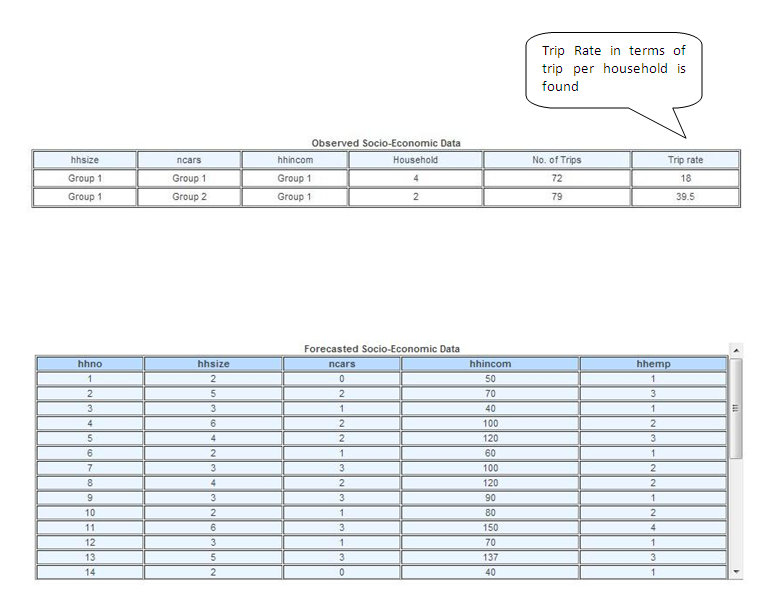 Trip Rate in terms of
trip per household is
found
Observed Socio-Economic Data
hhsize ncars hhincom Household No. of Trips Trip rate
Group 1 Group 1 Group 1 4 72 18
Group 1 Group 2 Group 1 2 79 39.5
Forecasted Socio-Economic Data
hhno hhsize ncars hhincom hhemp
1 2 0 50 1
2 5 2 70 3
3 3 1 40 1
4 6 2 100 2
5 4 2 120 3
6 2 1 60 1
7 3 3 100 2
8 4 2 120 2
9 3 3 90 1
10 2 1 80 2
11 6 3 150 4
12 3 1 70 1
13 5 3 137 3
14 2 0 40 1